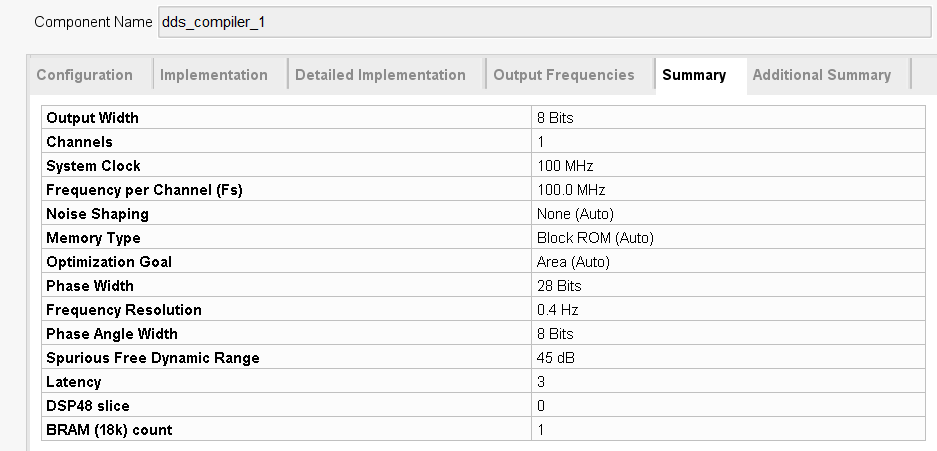 Component Name dds_compiler_1
Configuration Implementation Detailed Implementation Output Frequencies Summary Additional Summary
Output Width 8 Bits
Channels 1
System Clock 100 MHz
Frequency per Channel (Fs) 100.0 MHz
Noise Shaping None (Auto)
Memory Type Block ROM (Auto)
Optimization Goal Area (Auto)
Phase Width 28 Bits
Frequency Resolution 0.4 Hz
Phase Angle Width 8 Bits
Spurious Free Dynamic Range 45 dB
Latency 3
DSP48 slice 0
BRAM (18k) count 1